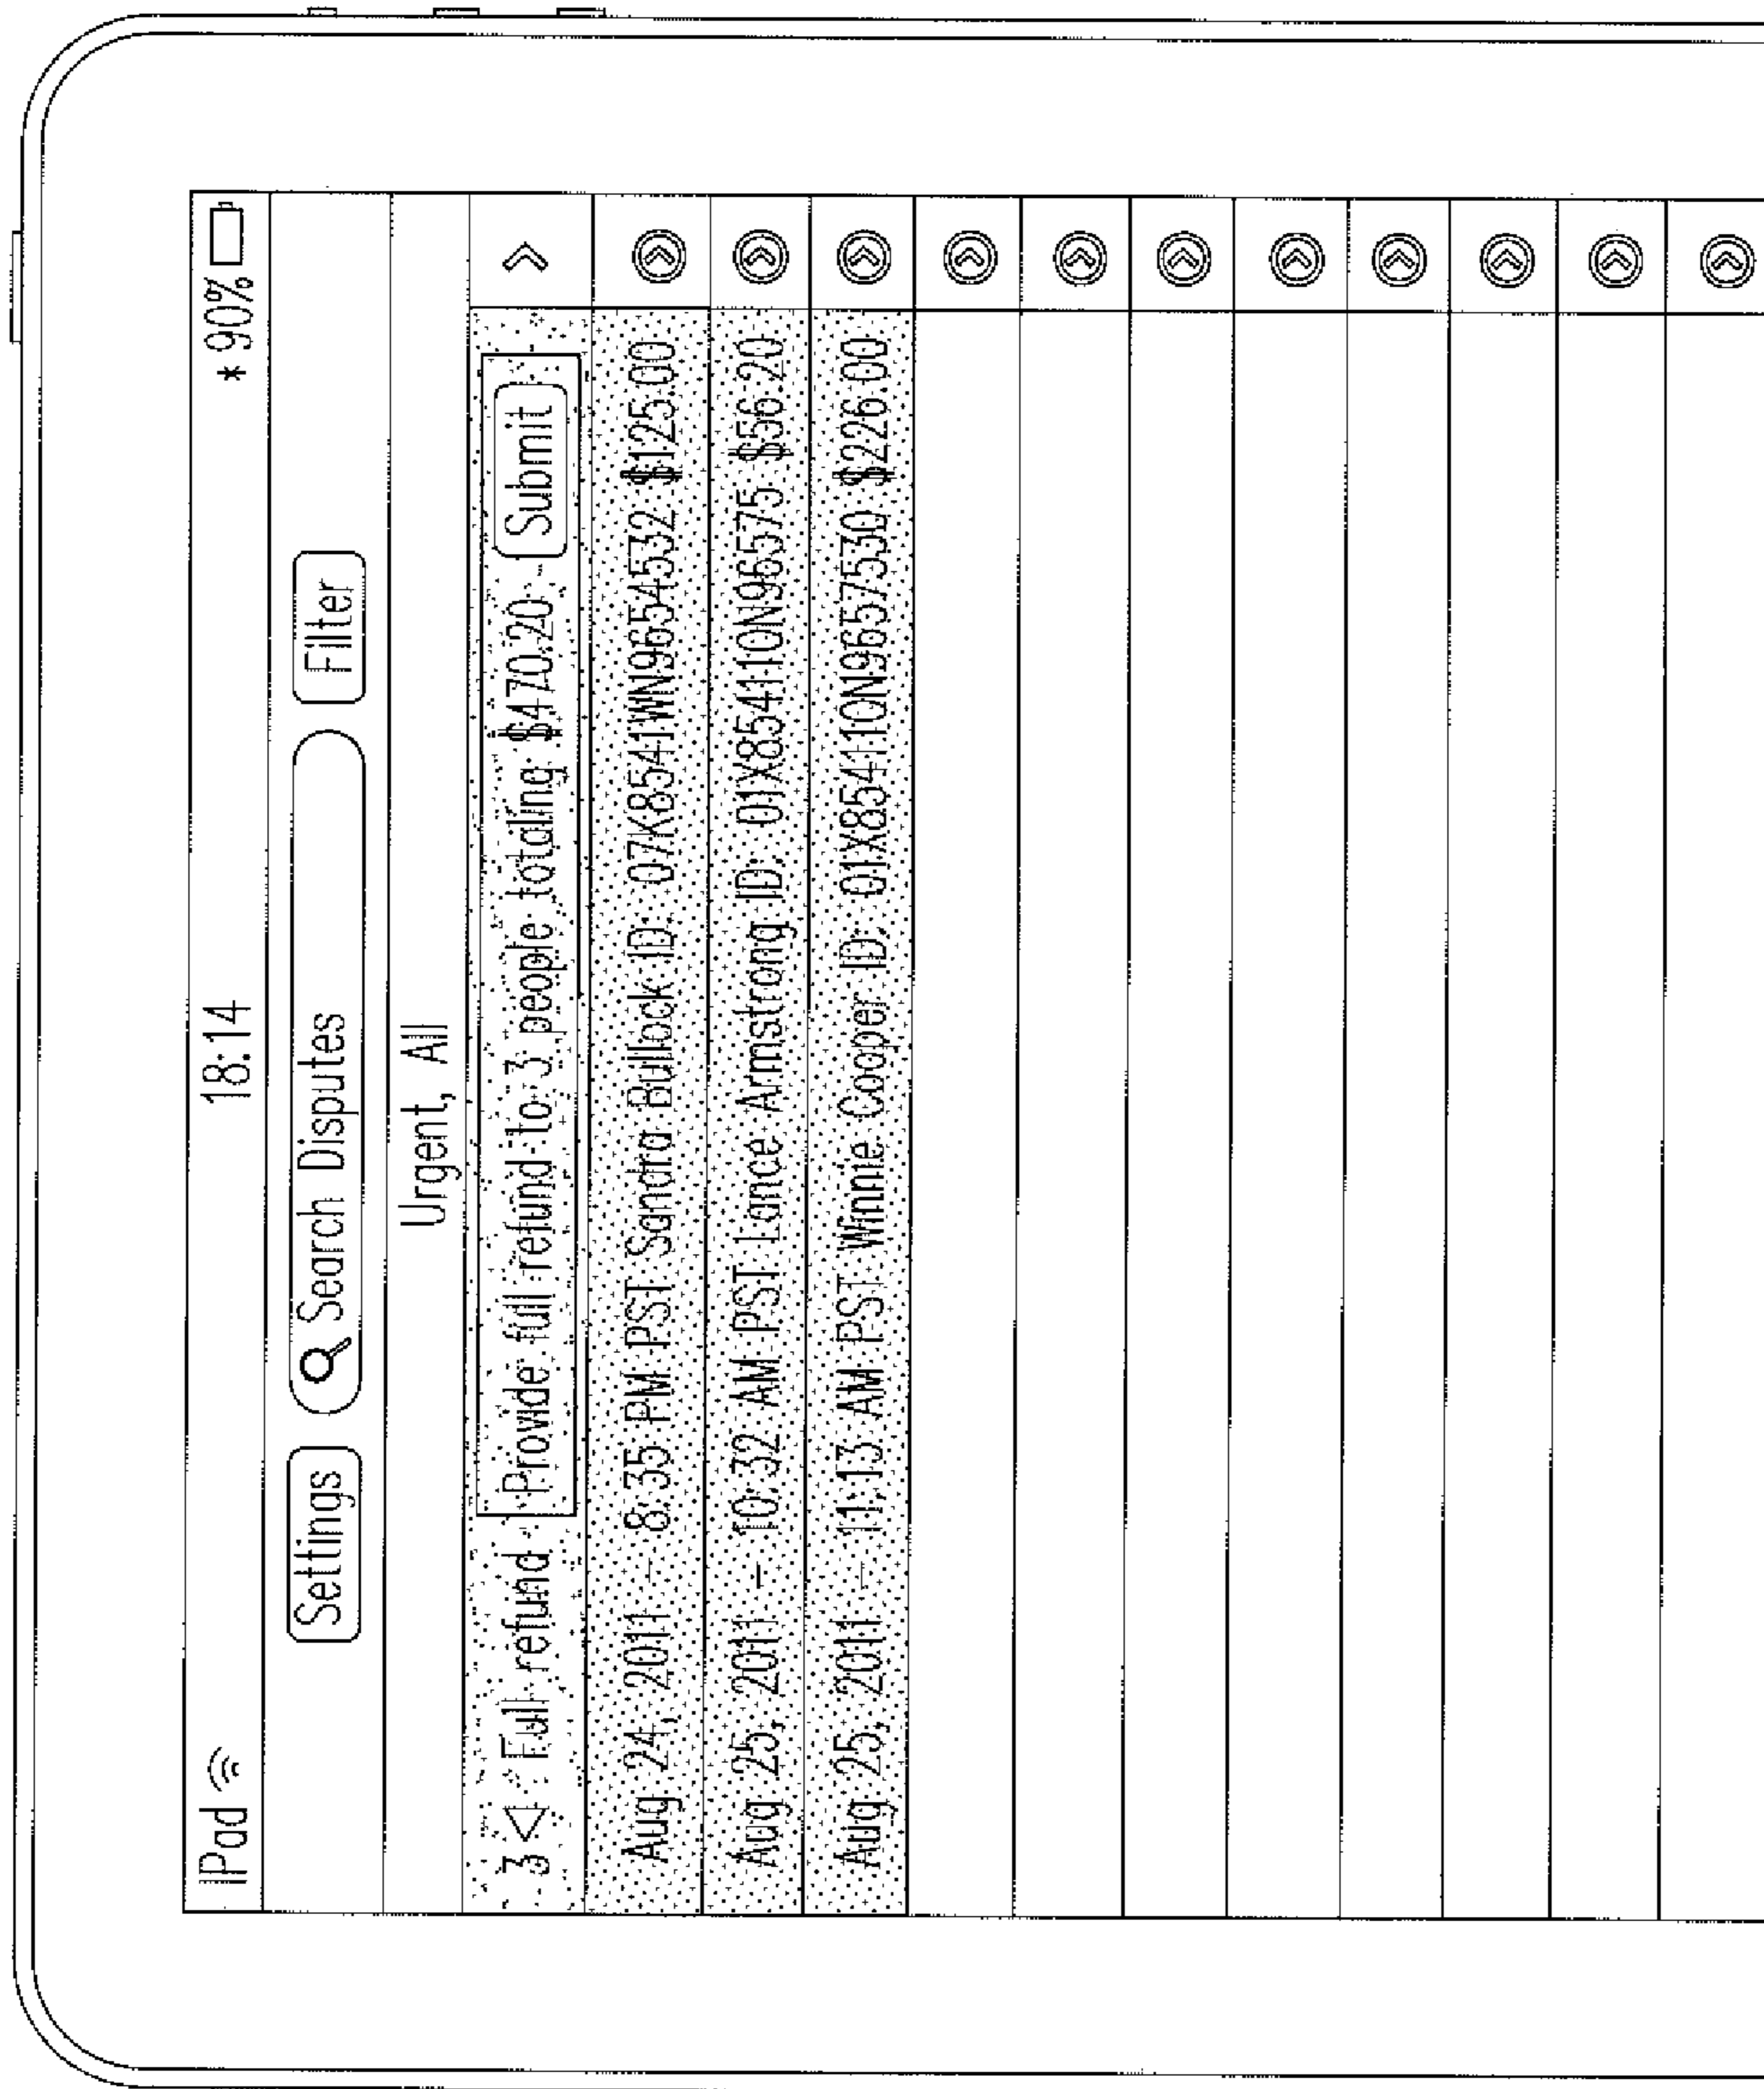 IPad 18:14 * 90%
Settings Search Disputes Filter
Urgent, All
3 Full refund Provide full refund to 3 people totaling $470.20 Submit >
Aug 24, 2011 - 8:35 PM PST Sandra Bullock ID: 07K8541WN9654532 $125.00
Aug 25, 2011 - 10:32 AM PST Lance Armstrong ID: 01X85410N96575 $56.20
Aug 25, 2011 - 11:13 AM PST Winnie Cooper ID: 01X85410N9657530 $226.00